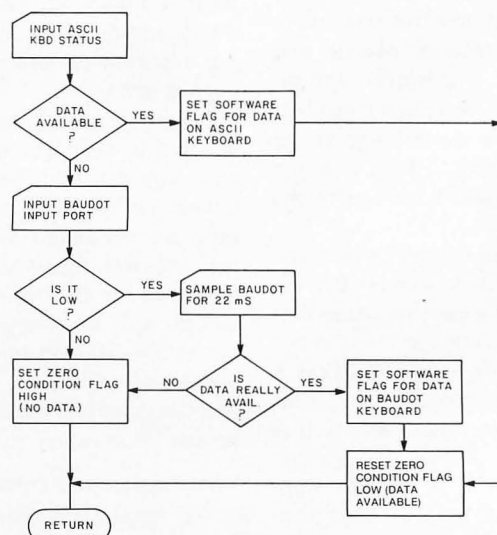 INPUT ASCII
KBD STATUS
DATA
AVAILABLE
?
YES
SET SOFTWARE
FLAG FOR DATA
ON ASCII
KEYBOARD
NO
INPUT BAUDOT
INPUT PORT
IS IT
LOW
?
YES
SAMPLE BAUDOT
FOR 22 mS
NO
SET ZERO
CONDITION FLAG
HIGH
(NO DATA)
NO
IS
DATA REALLY
AVAIL
?
YES
SET SOFTWARE
FLAG FOR DATA
ON BAUDOT
KEYBOARD
RESET ZERO
CONDITION FLAG
LOW (DATA
AVAILABLE)
RETURN